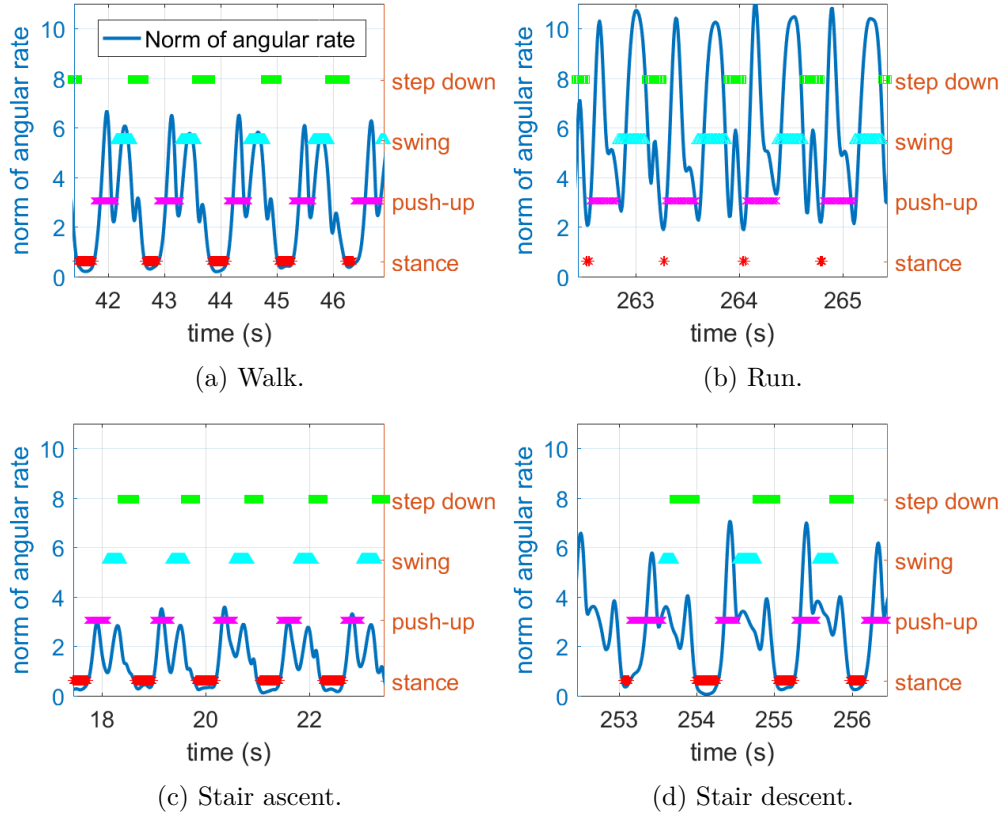 Norm of angular rate
norm of angular rate
10
8
6
4
2
0
step down
swing
push-up
stance
42 43 44 45 46
time (s)
(a) Walk.
norm of angular rate
10
8
6
4
2
0
step down
swing
push-up
stance
263 264 265
time (s)
(b) Run.
norm of angular rate
10
8
6
4
2
0
step down
swing
push-up
stance
18 20 22
time (s)
(c) Stair ascent.
norm of angular rate
10
8
6
4
2
0
step down
swing
push-up
stance
253 254 255 256
time (s)
(d) Stair descent.